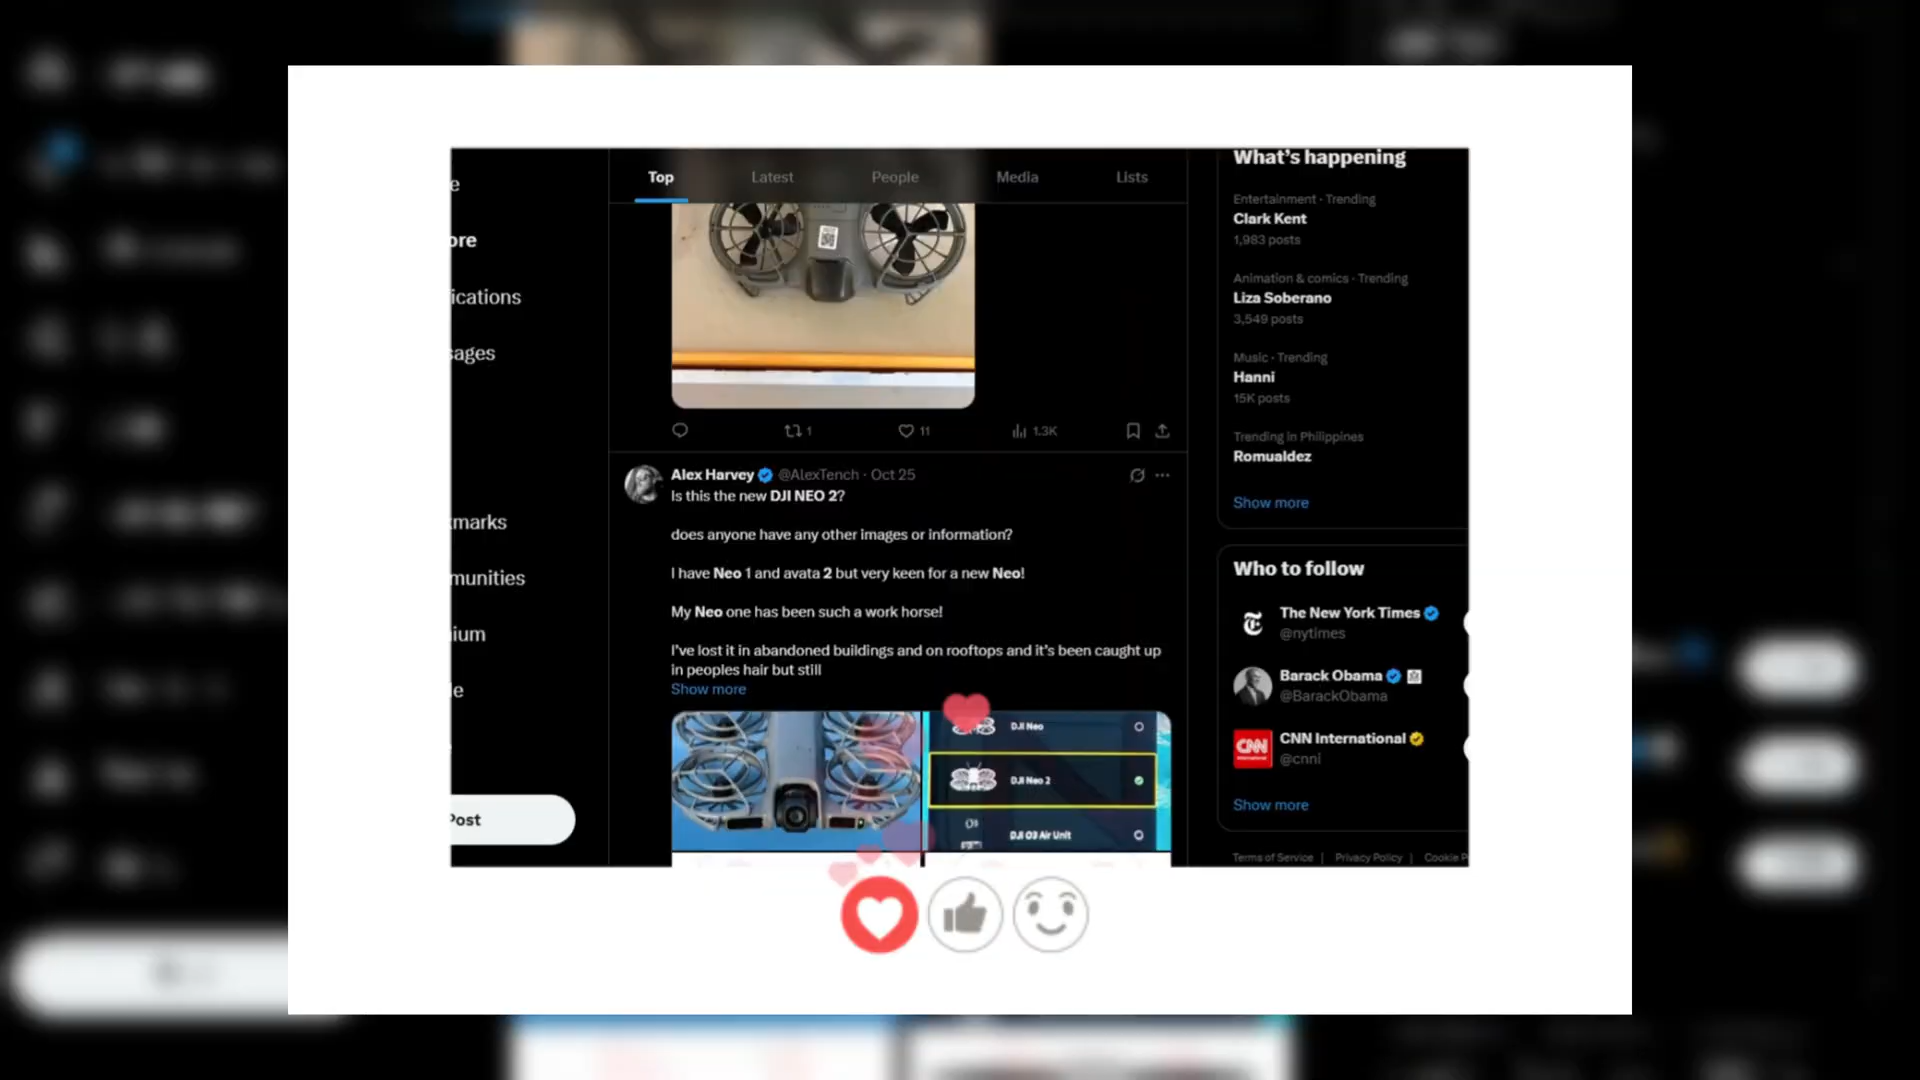 Top Latest People Media Lists
1 11 1.3K
Alex Harvey @AlexTench · Oct 25
Is this the new DJI NEO 2?
does anyone have any other images or information?
I have Neo 1 and avata 2 but very keen for a new Neo!
My Neo one has been such a work horse!
I've lost it in abandoned buildings and on rooftops and it's been caught up
in peoples hair but still
Show more
DJI Neo
DJI Neo 2
DJI O3 Air Unit
e
ore
ications
sages
kmarks
munities
ium
le
Post
What's happening
Entertainment · Trending
Clark Kent
1,983 posts
Animation & comics · Trending
Liza Soberano
3,549 posts
Music · Trending
Hanni
15K posts
Trending in Philippines
Romualdez
Show more
Who to follow
The New York Times
@nytimes
Barack Obama
@BarackObama
CNN
CNN International
@cnni
Show more
Terms of Service | Privacy Policy | Cookie P